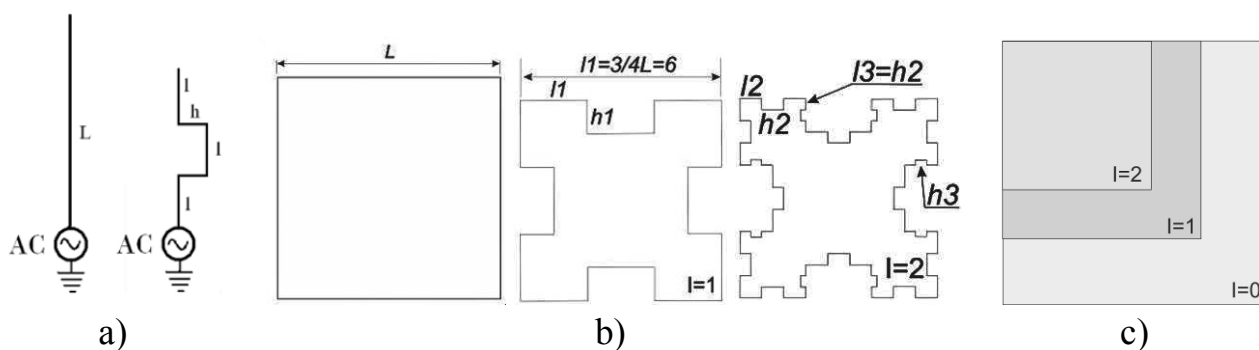 L
AC
l
h
l
l
AC
a)
L
l1=3/4L=6
l1
h1
I=1
l2
h2
l3=h2
h3
I=2
b)
I=2
I=1
I=0
c)